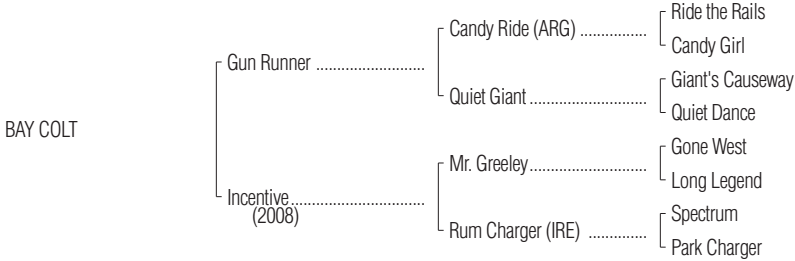 Ride the Rails
Candy Ride (ARG) ................
Candy Girl
Gun Runner ..........................
Giant's Causeway
Quiet Giant............................
Quiet Dance
BAY COLT
Gone West
Mr. Greeley............................
Long Legend
Incentive................................
(2008)
Spectrum
Rum Charger (IRE) ..............
Park Charger